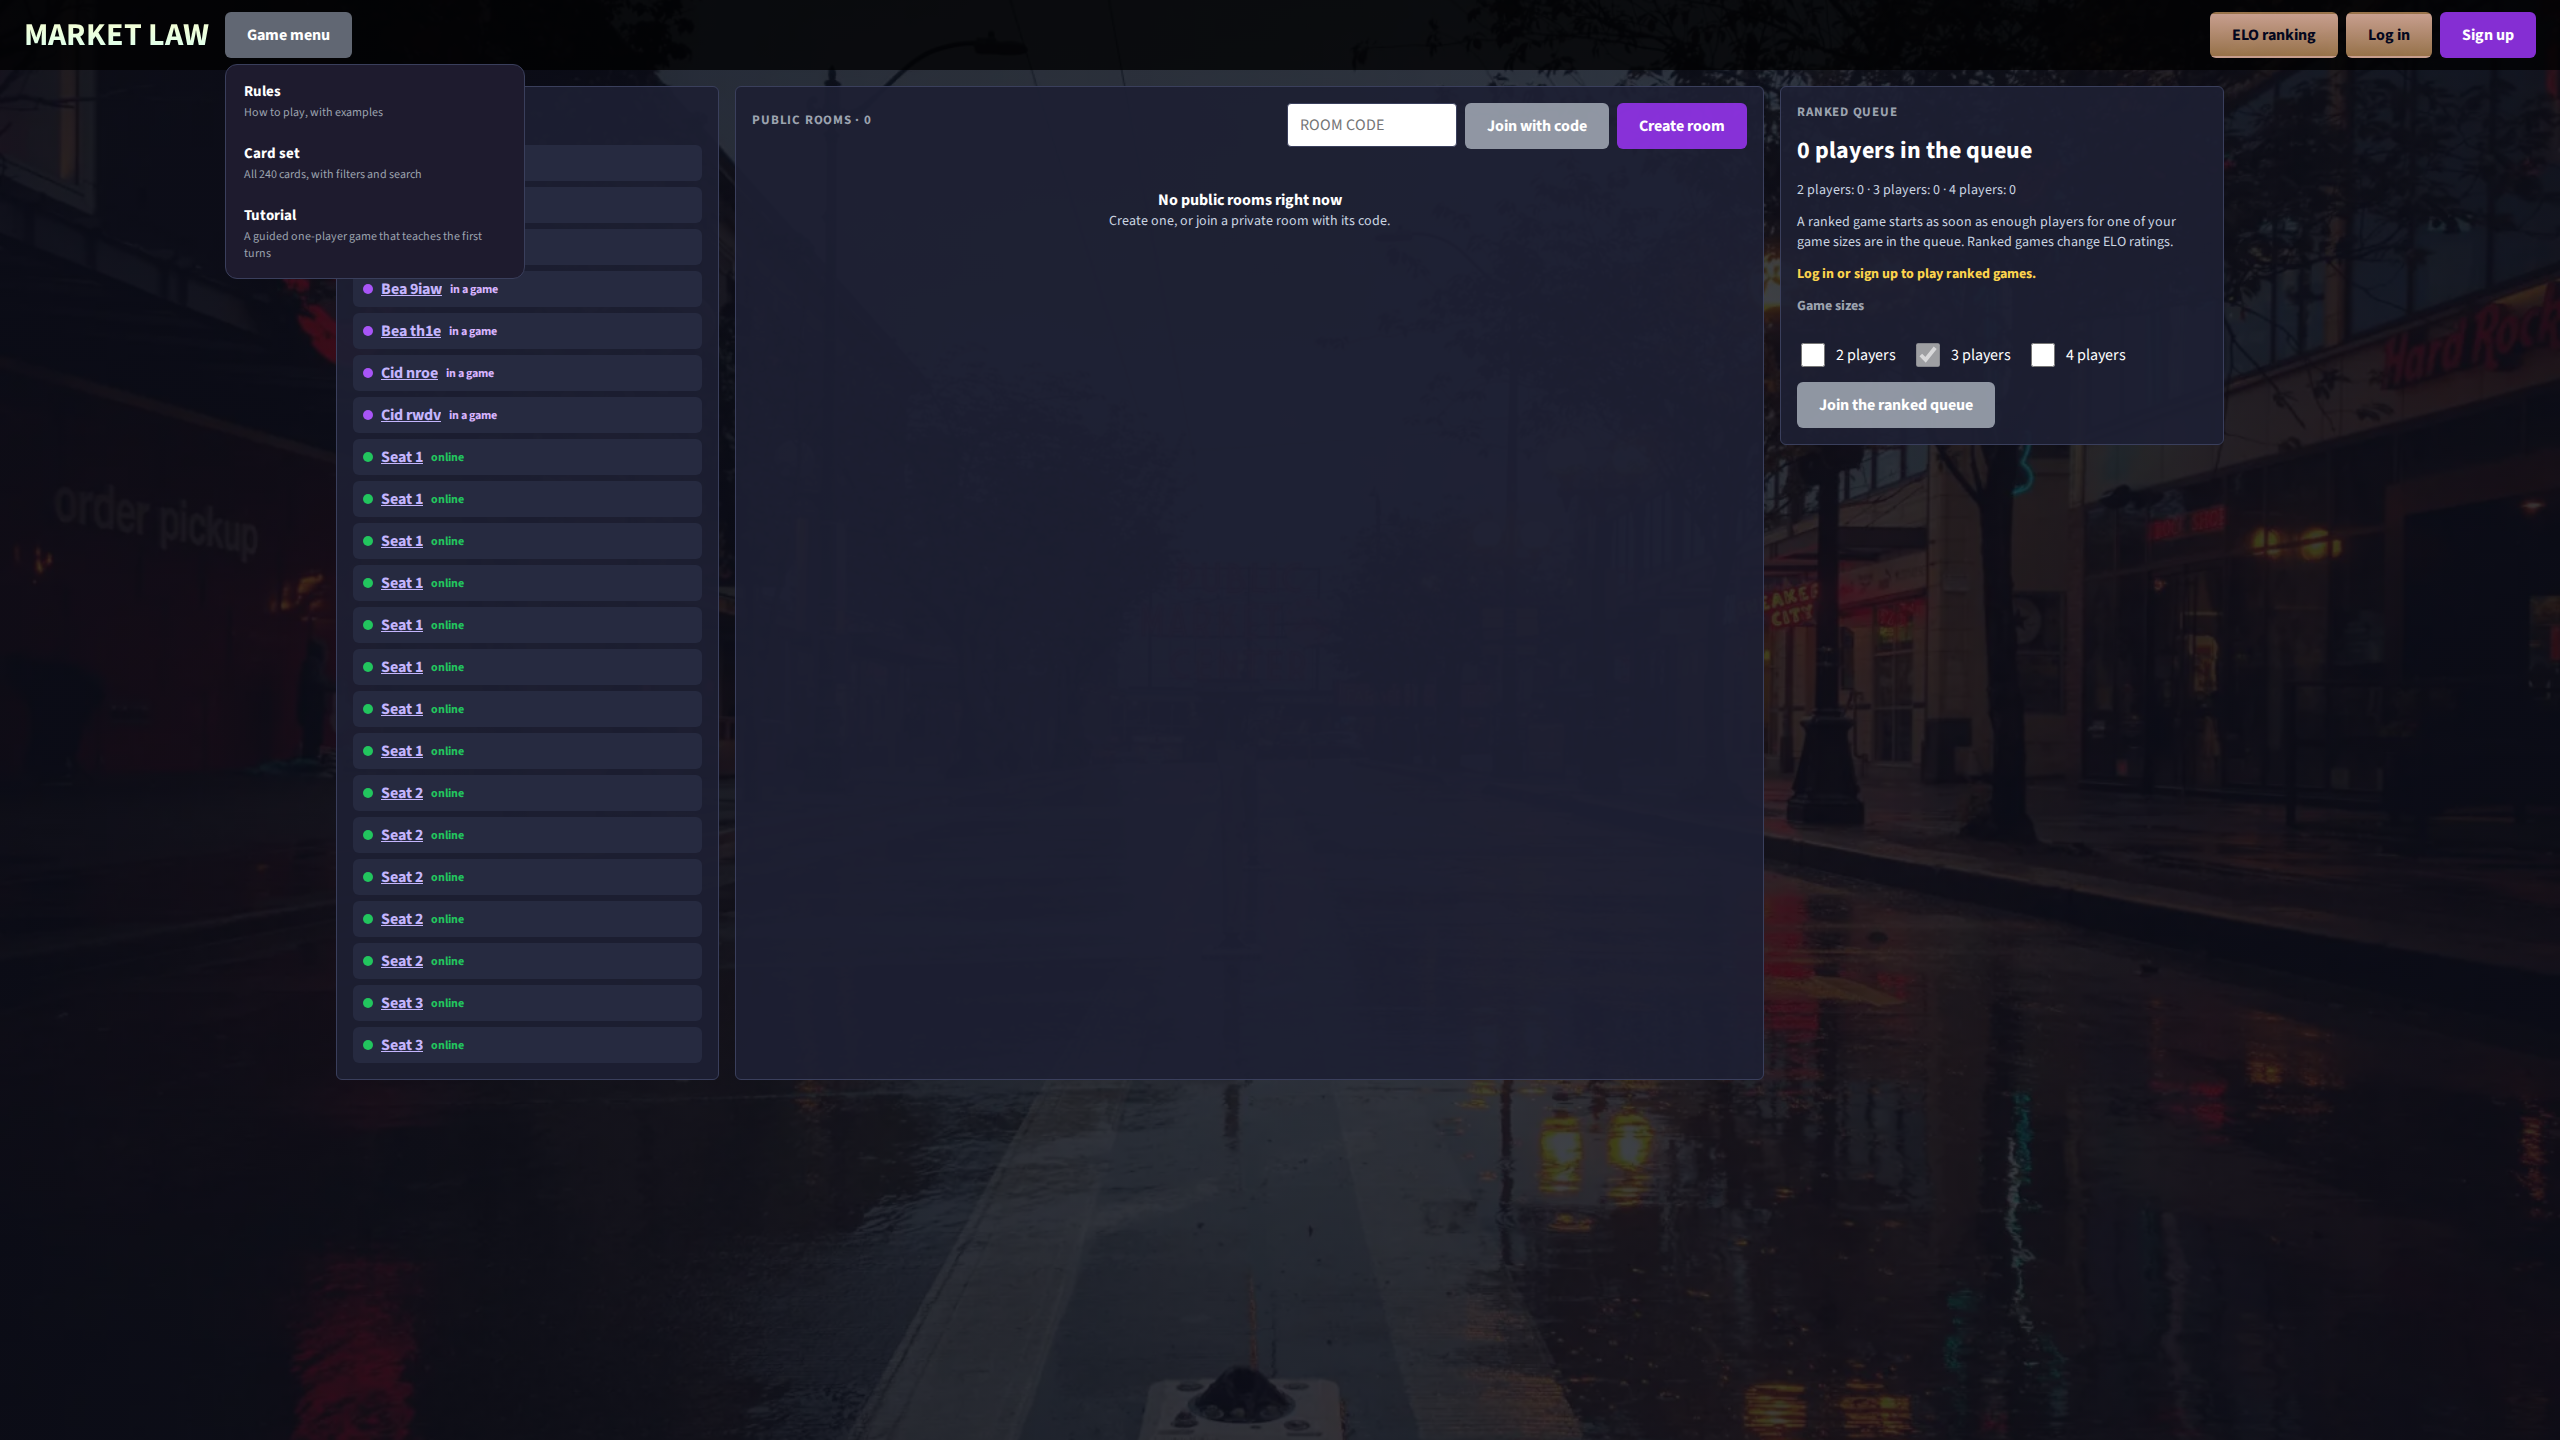 MARKET LAW
Game menu
ELO ranking
Log in
Sign up
Rules
How to play, with examples
Card set
All 240 cards, with filters and search
Tutorial
A guided one-player game that teaches the first
turns
Bea 9iaw in a game
Bea th1e in a game
Cid nroe in a game
Cid rwdv in a game
Seat 1 online
Seat 1 online
Seat 1 online
Seat 1 online
Seat 1 online
Seat 1 online
Seat 1 online
Seat 1 online
Seat 2 online
Seat 2 online
Seat 2 online
Seat 2 online
Seat 2 online
Seat 3 online
Seat 3 online
PUBLIC ROOMS · 0
ROOM CODE
Join with code
Create room
No public rooms right now
Create one, or join a private room with its code.
RANKED QUEUE
0 players in the queue
2 players: 0 · 3 players: 0 · 4 players: 0
A ranked game starts as soon as enough players for one of your
game sizes are in the queue. Ranked games change ELO ratings.
Log in or sign up to play ranked games.
Game sizes
2 players
3 players
4 players
Join the ranked queue
order pickup
Hard Rock
CITY